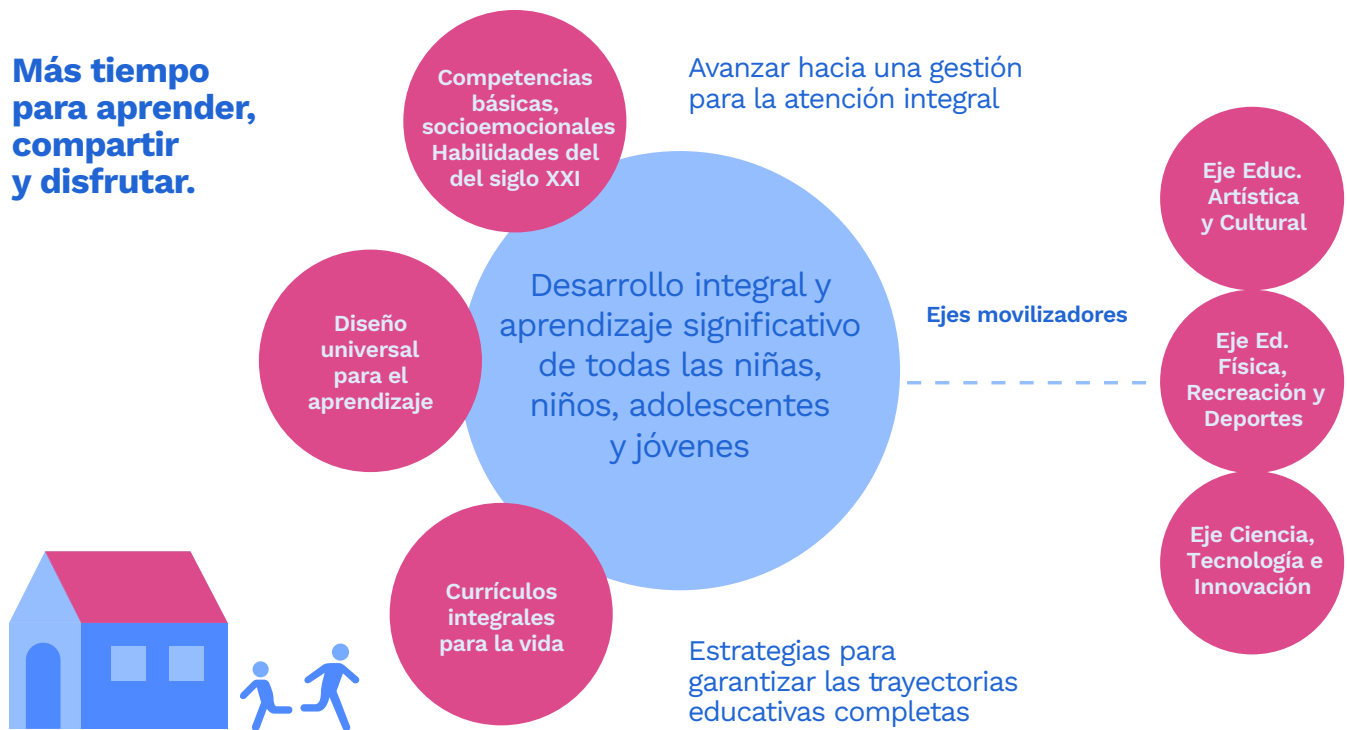 Más tiempo
para aprender,
compartir
y disfrutar.
Competencias
básicas,
socioemocionales
Habilidades del
del siglo XXI
Avanzar hacia una gestión
para la atención integral
Diseño
universal
para el
aprendizaje
Desarrollo integral y
aprendizaje significativo
de todas las niñas,
niños, adolescentes
y jóvenes
Ejes movilizadores
Eje Educ.
Artística
y Cultural
Eje Ed.
Física,
Recreación y
Deportes
Eje Ciencia,
Tecnología e
Innovación
Currículos
integrales
para la vida
Estrategias para
garantizar las trayectorias
educativas completas